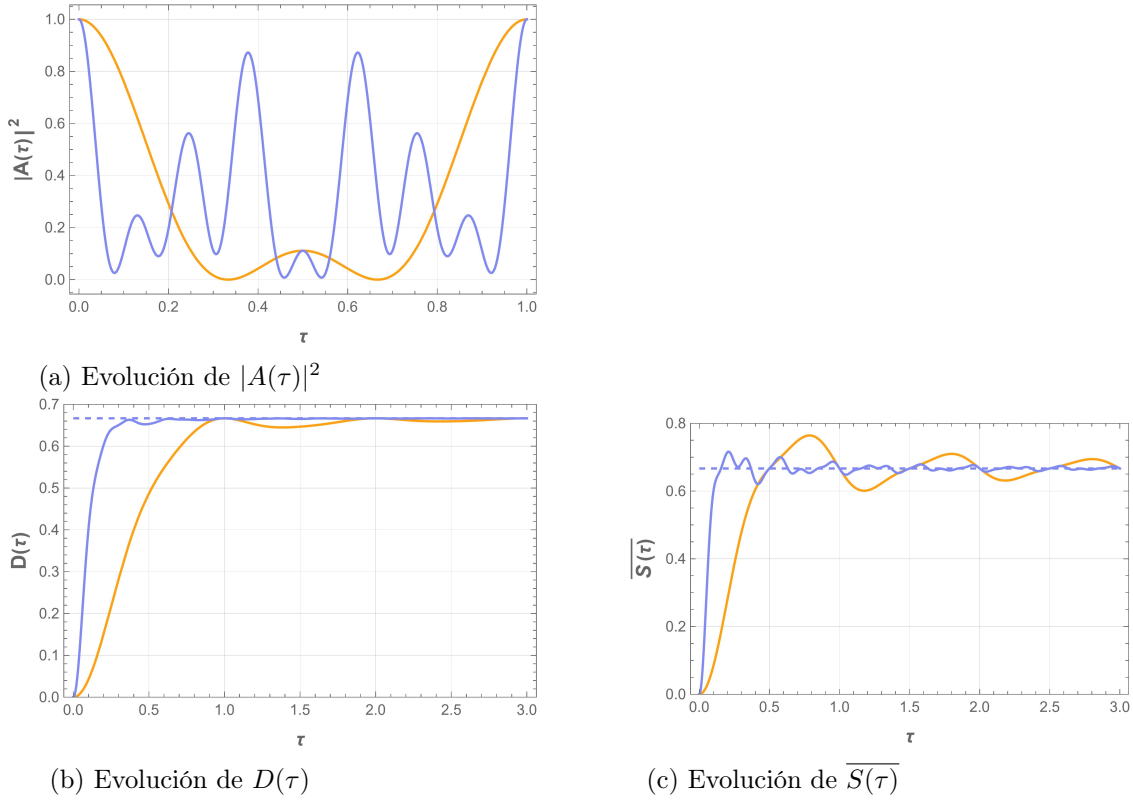 1.0
0.8
0.6
0.4
0.2
0.0
|A(τ)|²
0.0 0.2 0.4 0.6 0.8 1.0
τ
(a) Evolución de |A(τ)|²
0.7
0.6
0.5
0.4
0.3
0.2
0.1
0.0
D(τ)
0.0 0.5 1.0 1.5 2.0 2.5 3.0
τ
(b) Evolución de D(τ)
0.8
0.6
0.4
0.2
0.0
S̅(̅τ̅)̅
0.0 0.5 1.0 1.5 2.0 2.5 3.0
τ
(c) Evolución de S̅(̅τ̅)̅